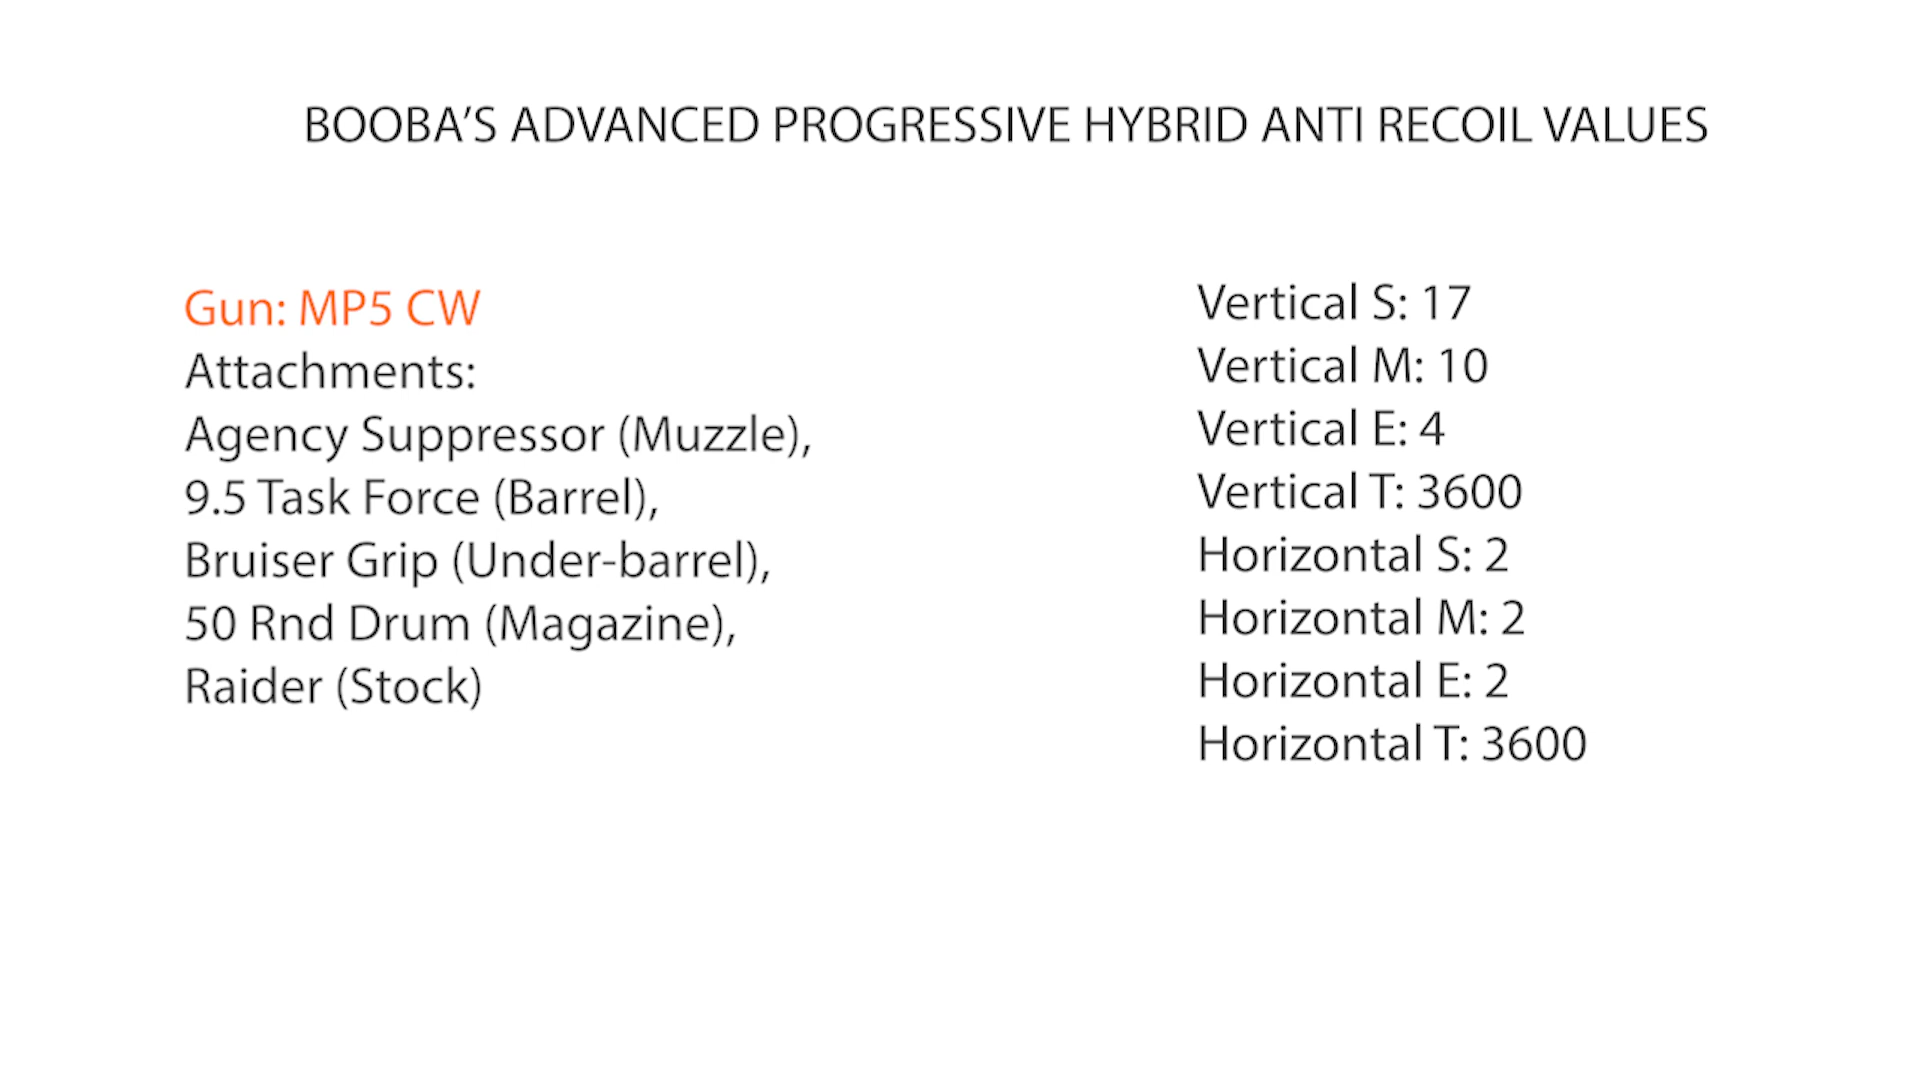 BOOBA’S ADVANCED PROGRESSIVE HYBRID ANTI RECOIL VALUES
Gun: MP5 CW
Attachments:
Agency Suppressor (Muzzle),
9.5 Task Force (Barrel),
Bruiser Grip (Under-barrel),
50 Rnd Drum (Magazine),
Raider (Stock)
Vertical S: 17
Vertical M: 10
Vertical E: 4
Vertical T: 3600
Horizontal S: 2
Horizontal M: 2
Horizontal E: 2
Horizontal T: 3600